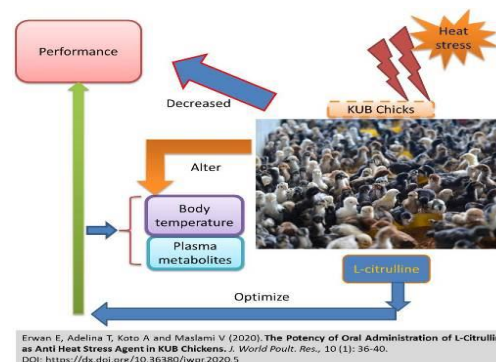 Performance
Heat
stress
Decreased
KUB Chicks
Alter
Body
temperature
Plasma
metabolites
L-citrulline
Optimize
Erwan E, Adelina T, Koto A and Maslami V (2020). The Potency of Oral Administration of L-Citrulli
as Anti Heat Stress Agent in KUB Chickens. J. World Poult. Res., 10 (1): 36-40.
DOI: https://dx.doi.org/10.36380/jwpr.2020.5